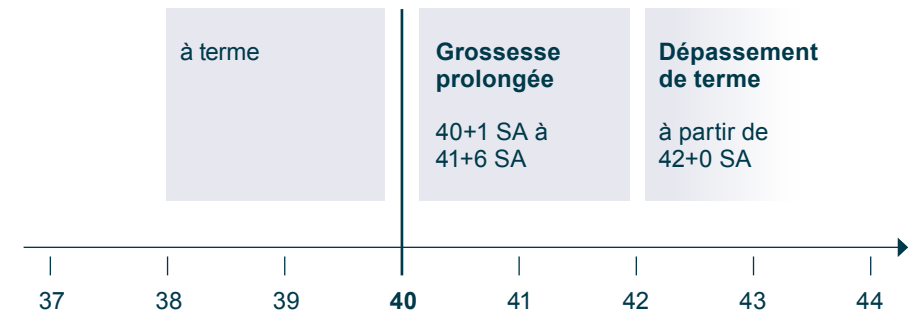 à terme
Grossesse
prolongée
40+1 SA à
41+6 SA
Dépassement
de terme
à partir de
42+0 SA
37 38 39 40 41 42 43 44